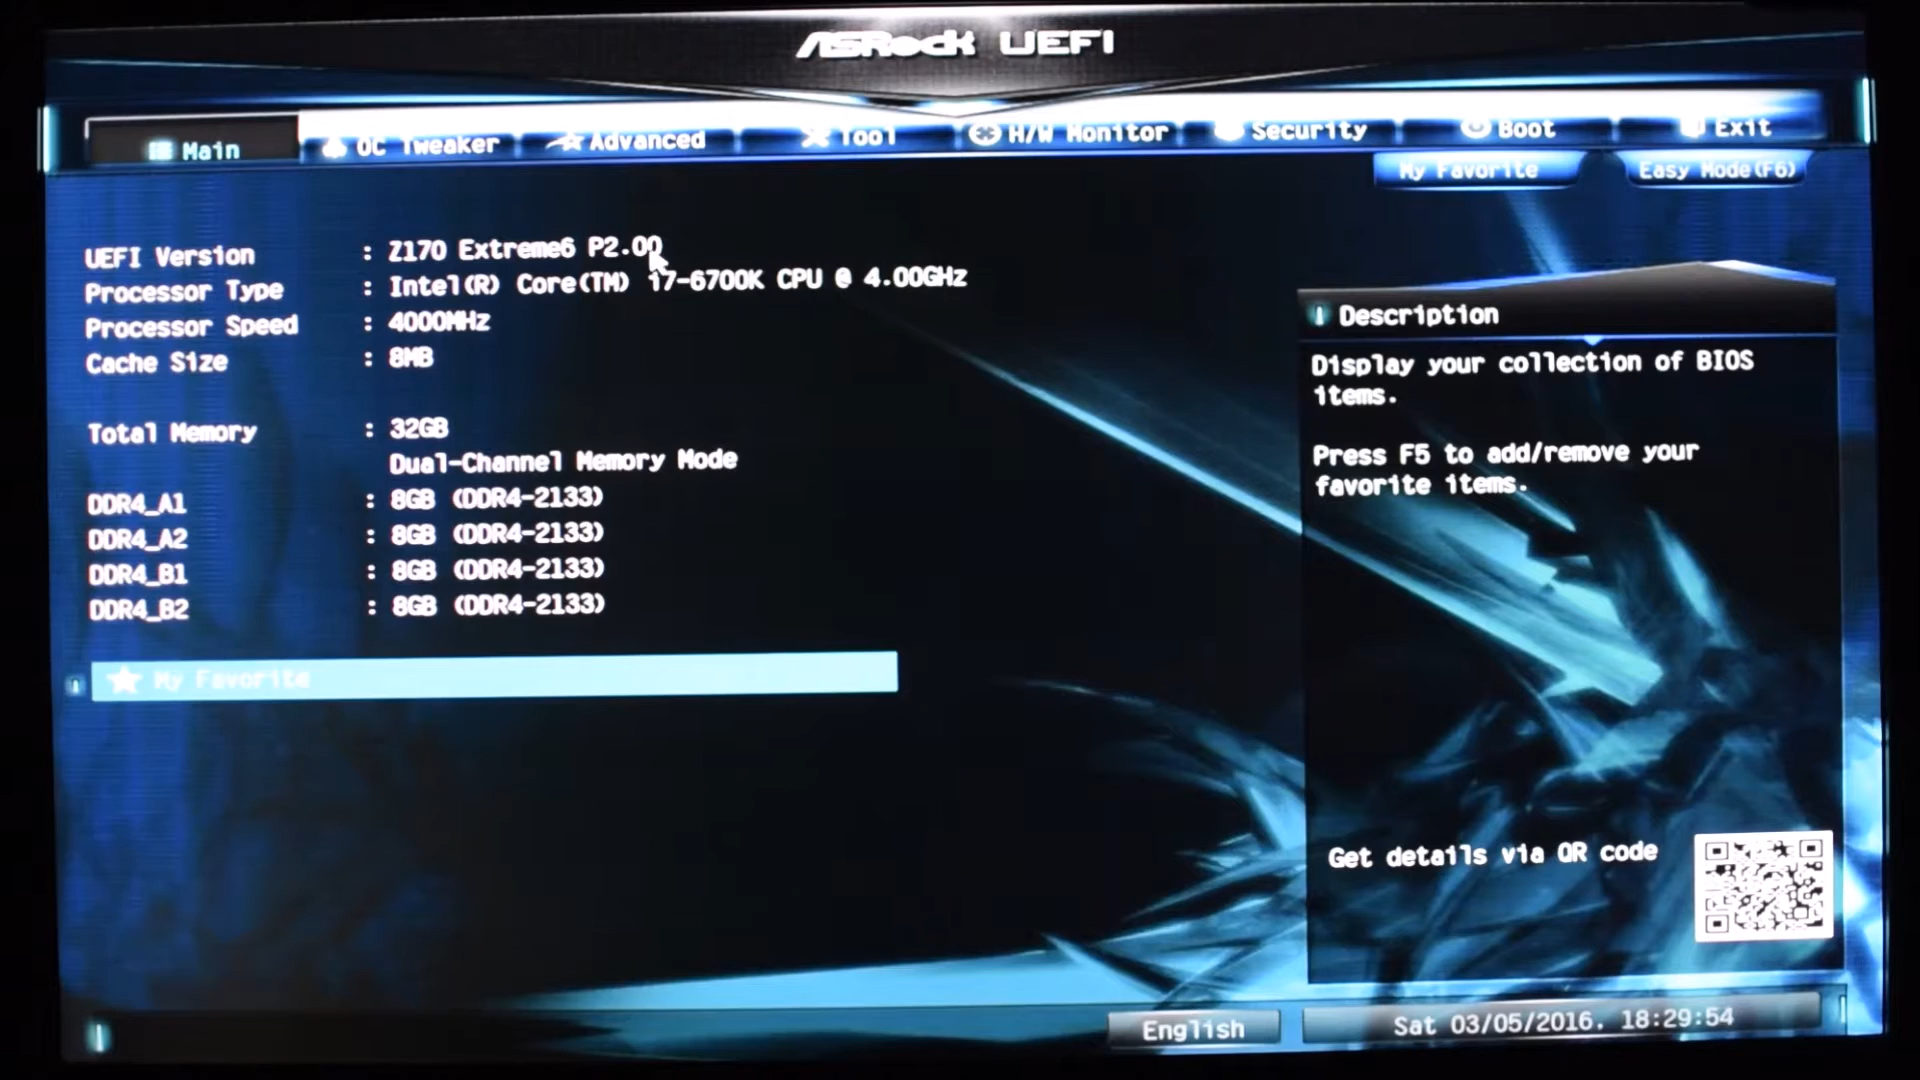 ASRock UEFI
Main
OC Tweaker
Advanced
Tool
H/W Monitor
Security
Boot
Exit
My Favorite
Easy Mode(F6)
UEFI Version : Z170 Extreme6 P2.00
Processor Type : Intel(R) Core(TM) i7-6700K CPU @ 4.00GHz
Processor Speed : 4000MHz
Cache Size : 8MB
Total Memory : 32GB
Dual-Channel Memory Mode
DDR4_A1 : 8GB (DDR4-2133)
DDR4_A2 : 8GB (DDR4-2133)
DDR4_B1 : 8GB (DDR4-2133)
DDR4_B2 : 8GB (DDR4-2133)
My Favorite
Description
Display your collection of BIOS
items.
Press F5 to add/remove your
favorite items.
Get details via QR code
English
Sat 03/05/2016. 18:29:54